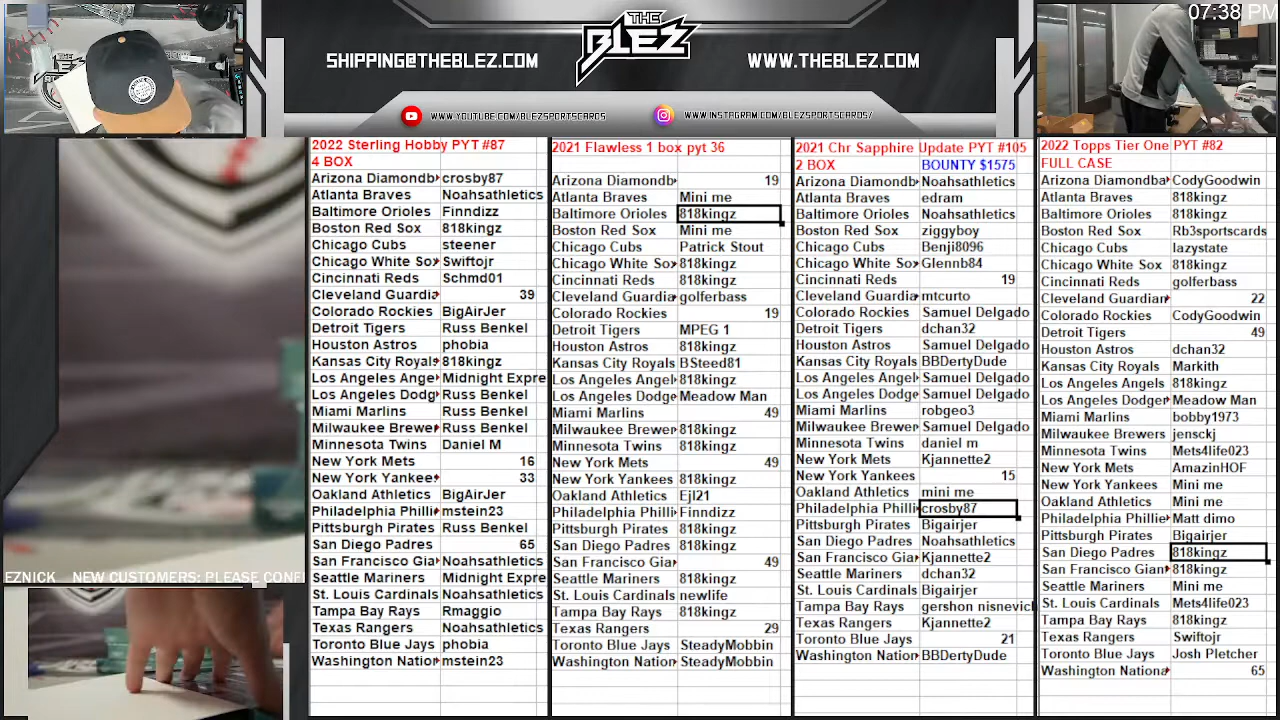 07:38 PM
THE
BLEZ
SHIPPING@THEBLEZ.COM
WWW.THEBLEZ.COM
WWW.YOUTUBE.COM/BLEZSPORTSCARDS
WWW.INSTAGRAM.COM/BLEZSPORTSCARDS/
2022 Sterling Hobby PYT #87
4 BOX
Arizona Diamondb crosby87
Atlanta Braves Noahsathletics
Baltimore Orioles Finndizz
Boston Red Sox 818kingz
Chicago Cubs steener
Chicago White Sox Swiftojr
Cincinnati Reds Schmd01
Cleveland Guardia 39
Colorado Rockies BigAirJer
Detroit Tigers Russ Benkel
Houston Astros phobia
Kansas City Royals 818kingz
Los Angeles Ange Midnight Expre
Los Angeles Dodg Russ Benkel
Miami Marlins Russ Benkel
Milwaukee Brewer Russ Benkel
Minnesota Twins Daniel M
New York Mets 16
New York Yankee 33
Oakland Athletics BigAirJer
Philadelphia Philli mstein23
Pittsburgh Pirates Russ Benkel
San Diego Padres 65
San Francisco Gia Noahsathletics
Seattle Mariners Midnight Expre
St. Louis Cardinals Noahsathletics
Tampa Bay Rays Rmaggio
Texas Rangers Noahsathletics
Toronto Blue Jays phobia
Washington Nation mstein23
2021 Flawless 1 box pyt 36
Arizona Diamondb 19
Atlanta Braves Mini me
Baltimore Orioles 818kingz
Boston Red Sox Mini me
Chicago Cubs Patrick Stout
Chicago White Sox 818kingz
Cincinnati Reds 818kingz
Cleveland Guardia golferbass
Colorado Rockies 19
Detroit Tigers MPEG 1
Houston Astros 818kingz
Kansas City Royals BSteed81
Los Angeles Angel 818kingz
Los Angeles Dodge Meadow Man
Miami Marlins 49
Milwaukee Brewer 818kingz
Minnesota Twins 818kingz
New York Mets 49
New York Yankees 818kingz
Oakland Athletics Ejl21
Philadelphia Phillie Finndizz
Pittsburgh Pirates 818kingz
San Diego Padres 818kingz
San Francisco Gia 49
Seattle Mariners 818kingz
St. Louis Cardinals newlife
Tampa Bay Rays 818kingz
Texas Rangers 29
Toronto Blue Jays SteadyMobbin
Washington Nation SteadyMobbin
2021 Chr Sapphire Update PYT #105
2 BOX BOUNTY $1575
Arizona Diamondb Noahsathletics
Atlanta Braves edram
Baltimore Orioles Noahsathletics
Boston Red Sox ziggyboy
Chicago Cubs Benji8096
Chicago White Sox Glennb84
Cincinnati Reds 19
Cleveland Guardia mtcurto
Colorado Rockies Samuel Delgado
Detroit Tigers dchan32
Houston Astros Samuel Delgado
Kansas City Royals BBDertyDude
Los Angeles Angel Samuel Delgado
Los Angeles Dodge Samuel Delgado
Miami Marlins robgeo3
Milwaukee Brewer Samuel Delgado
Minnesota Twins daniel m
New York Mets Kjannette2
New York Yankees 15
Oakland Athletics mini me
Philadelphia Philli crosby87
Pittsburgh Pirates Bigairjer
San Diego Padres Noahsathletics
San Francisco Gia Kjannette2
Seattle Mariners dchan32
St. Louis Cardinals Bigairjer
Tampa Bay Rays gershon nisnevich
Texas Rangers Kjannette2
Toronto Blue Jays 21
Washington Nation BBDertyDude
2022 Topps Tier One PYT #82
FULL CASE
Arizona Diamondba CodyGoodwin
Atlanta Braves 818kingz
Baltimore Orioles 818kingz
Boston Red Sox Rb3sportscards
Chicago Cubs lazystate
Chicago White Sox 818kingz
Cincinnati Reds golferbass
Cleveland Guardian 22
Colorado Rockies CodyGoodwin
Detroit Tigers 49
Houston Astros dchan32
Kansas City Royals Markith
Los Angeles Angels 818kingz
Los Angeles Dodger Meadow Man
Miami Marlins bobby1973
Milwaukee Brewers jensckj
Minnesota Twins Mets4life023
New York Mets AmazinHOF
New York Yankees Mini me
Oakland Athletics Mini me
Philadelphia Phillie Matt dimo
Pittsburgh Pirates Bigairjer
San Diego Padres 818kingz
San Francisco Gian 818kingz
Seattle Mariners Mini me
St. Louis Cardinals Mets4life023
Tampa Bay Rays 818kingz
Texas Rangers Swiftojr
Toronto Blue Jays Josh Pletcher
Washington Nationa 65
EZNICK NEW CUSTOMERS: PLEASE CONFI